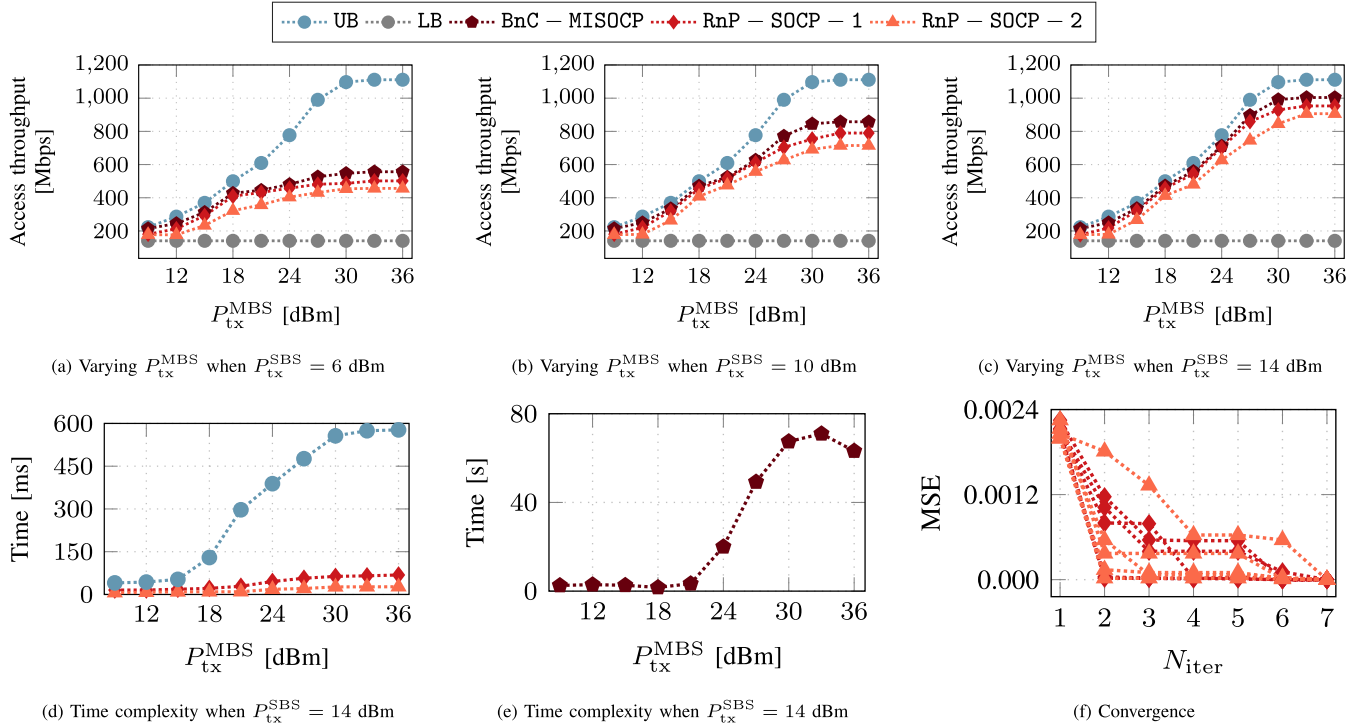 UB LB BnC − MISOCP RnP − SOCP − 1 RnP − SOCP − 2
1,200
1,000
800
600
400
200
Access throughput
[Mbps]
12 18 24 30 36
P_tx^MBS [dBm]
(a) Varying P_tx^MBS when P_tx^SBS = 6 dBm
1,200
1,000
800
600
400
200
Access throughput
[Mbps]
12 18 24 30 36
P_tx^MBS [dBm]
(b) Varying P_tx^MBS when P_tx^SBS = 10 dBm
1,200
1,000
800
600
400
200
Access throughput
[Mbps]
12 18 24 30 36
P_tx^MBS [dBm]
(c) Varying P_tx^MBS when P_tx^SBS = 14 dBm
600
450
300
150
0
Time [ms]
12 18 24 30 36
P_tx^MBS [dBm]
(d) Time complexity when P_tx^SBS = 14 dBm
80
40
0
Time [s]
12 18 24 30 36
P_tx^MBS [dBm]
(e) Time complexity when P_tx^SBS = 14 dBm
0.0024
0.0012
0.000
MSE
1 2 3 4 5 6 7
N_iter
(f) Convergence